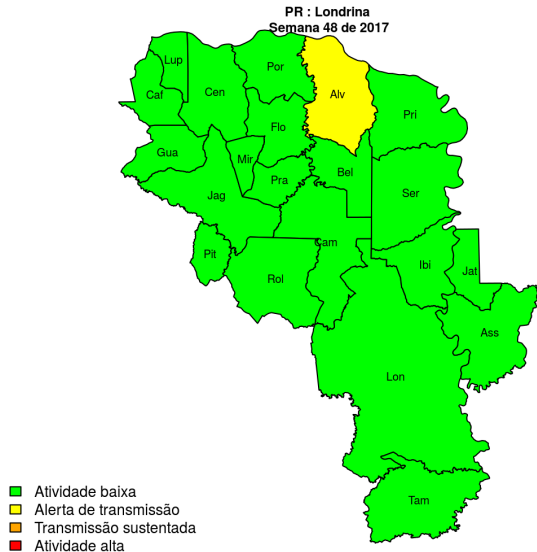 PR : Londrina
Semana 48 de 2017
Lup
Por
Caf
Cen
Alv
Pri
Flo
Gua
Mir
Bel
Pra
Jag
Ser
Cam
Pit
Rol
Ibi
Jat
Ass
Lon
Tam
Atividade baixa
Alerta de transmissão
Transmissão sustentada
Atividade alta